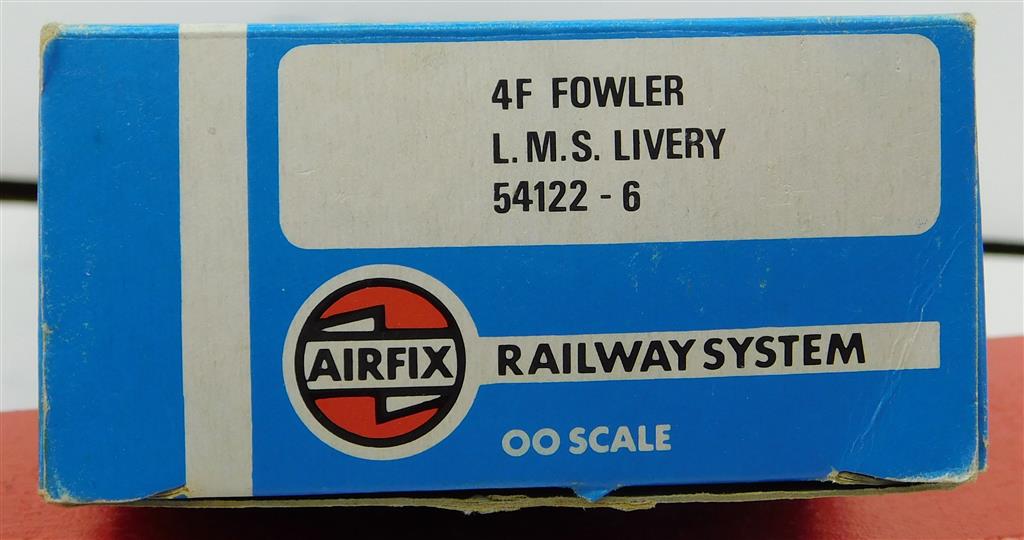 4F FOWLER
L.M.S. LIVERY
54122 - 6
AIRFIX
RAILWAY SYSTEM
OO SCALE